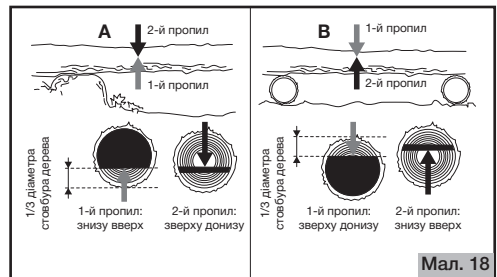 A
2-й пропил
1-й пропил
1/3 діаметра
стовбура дерева
1-й пропил:
знизу вверх
2-й пропил:
зверху донизу
B
1-й пропил
2-й пропил
1/3 діаметра
стовбура дерева
1-й пропил:
зверху донизу
2-й пропил:
знизу вверх
Мал. 18